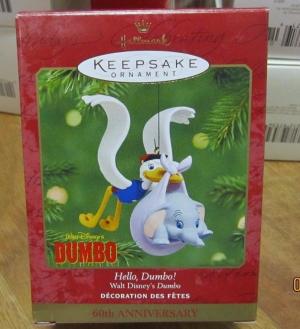 Hallmark
KEEPSAKE
ORNAMENT
Walt Disney's
DUMBO
Hello, Dumbo!
Walt Disney's Dumbo
DÉCORATION DES FÊTES
60th ANNIVERSARY